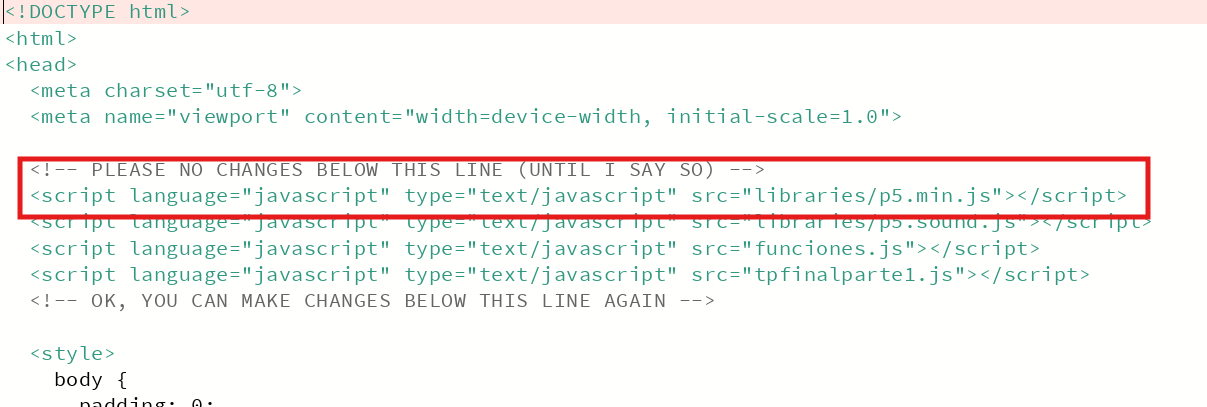 <!DOCTYPE html>
<html>
<head>
<meta charset="utf-8">
<meta name="viewport" content="width=device-width, initial-scale=1.0">
<!-- PLEASE NO CHANGES BELOW THIS LINE (UNTIL I SAY SO) -->
<script language="javascript" type="text/javascript" src="libraries/p5.min.js"></script>
<script language="javascript" type="text/javascript" src="libraries/p5.sound.js"></script>
<script language="javascript" type="text/javascript" src="funciones.js"></script>
<script language="javascript" type="text/javascript" src="tpfinalparte1.js"></script>
<!-- OK, YOU CAN MAKE CHANGES BELOW THIS LINE AGAIN -->
<style>
body {
padding: 0;